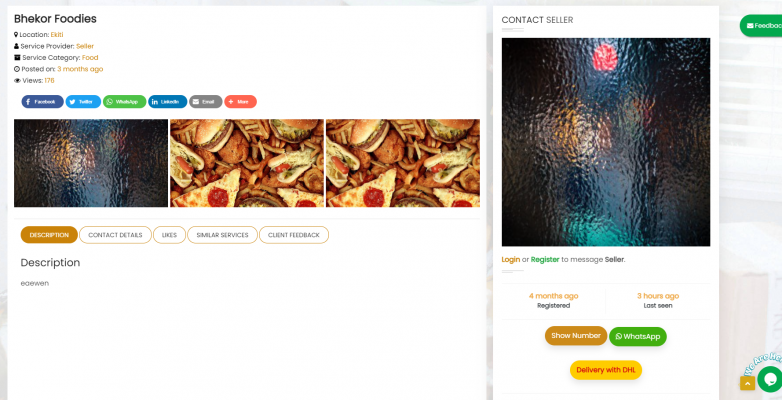 Bhekor Foodies
Location: Ekiti
Service Provider: Seller
Service Category: Food
Posted on: 3 months ago
Views: 176
Facebook Twitter WhatsApp LinkedIn Email More
DESCRIPTION CONTACT DETAILS LIKES SIMILAR SERVICES CLIENT FEEDBACK
Description
eaewen
CONTACT SELLER
Login or Register to message Seller.
4 months ago 3 hours ago
Registered Last seen
Show Number WhatsApp
Delivery with DHL
Feedbac
We Are He